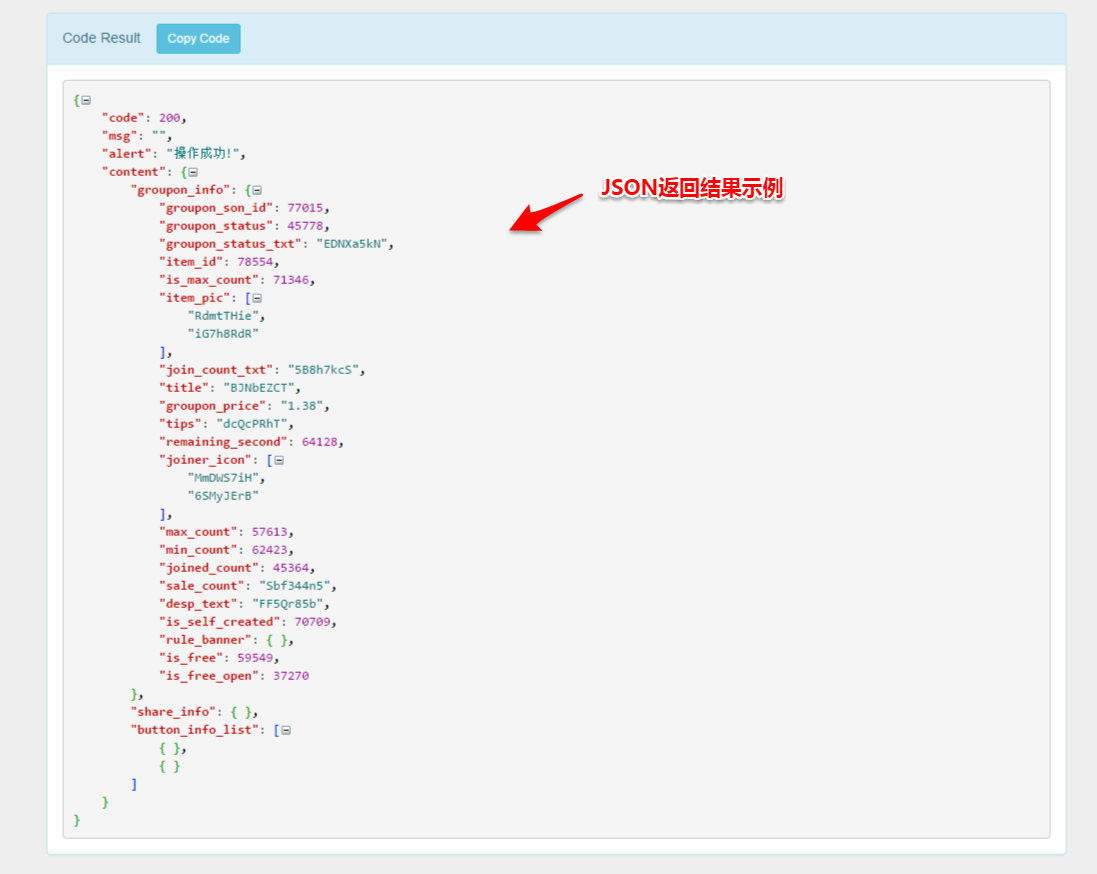 Code Result Copy Code
{
"code": 200,
"msg": "",
"alert": "操作成功!",
"content": {
"groupon_info": {
JSON返回结果示例
"groupon_son_id": 77015,
"groupon_status": 45778,
"groupon_status_txt": "EDNXa5kN",
"item_id": 78554,
"is_max_count": 71346,
"item_pic": [
"RdmtTHie",
"iG7h8RdR"
],
"join_count_txt": "5B8h7kcS",
"title": "BJNbEZCT",
"groupon_price": "1.38",
"tips": "dcQcPRhT",
"remaining_second": 64128,
"joiner_icon": [
"MmDWS7iH",
"6SMyJErB"
],
"max_count": 57613,
"min_count": 62423,
"joined_count": 45364,
"sale_count": "Sbf344n5",
"desp_text": "FF5Qr85b",
"is_self_created": 70709,
"rule_banner": { },
"is_free": 59549,
"is_free_open": 37270
},
"share_info": { },
"button_info_list": [
{ },
{ }
]
}
}